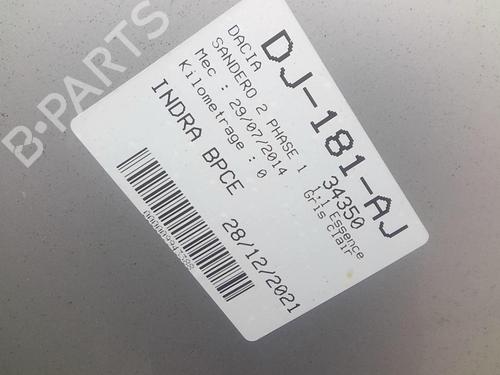 DJ-181-AJ
DACIA
SANDERO 2 PHASE 1
Mec : 29/07/2014
Kilometrage : 0
34350
1.1 Essence
Gris clair
INDRA BPCE
28/12/2021
B-PARTS